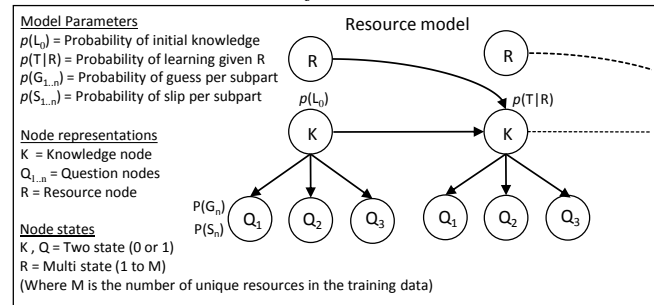 Model Parameters
p(L0) = Probability of initial knowledge
p(T|R) = Probability of learning given R
p(G1..n) = Probability of guess per subpart
p(S1..n) = Probability of slip per subpart
Node representations
K = Knowledge node
Q1..n = Question nodes
R = Resource node
Node states
K , Q = Two state (0 or 1)
R = Multi state (1 to M)
(Where M is the number of unique resources in the training data)
Resource model
R
R
p(L0)
p(T|R)
K
K
P(Gn)
P(Sn)
Q1
Q2
Q3
Q1
Q2
Q3